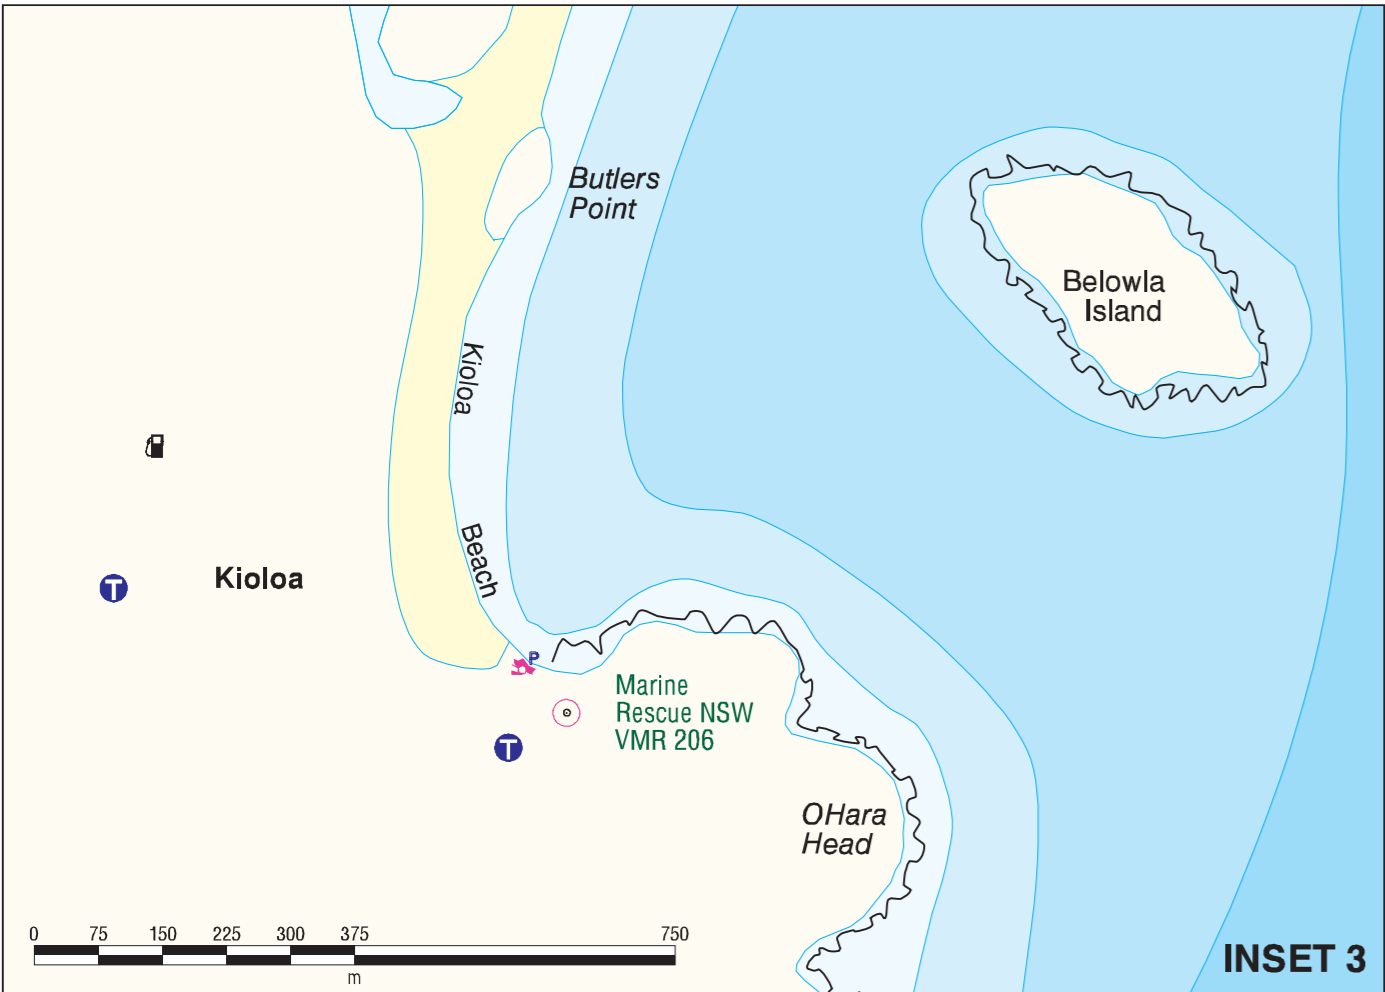 Butlers
Point
Belowla
Island
Kioloa
Beach
Kioloa
T
P
Marine
Rescue NSW
VMR 206
T
OHara
Head
0 75 150 225 300 375 750
m
INSET 3